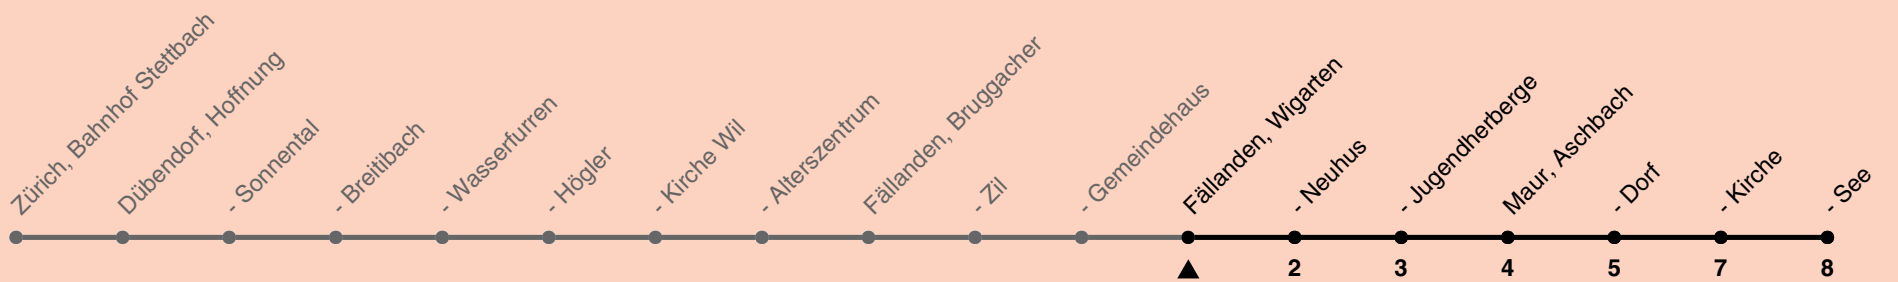 Zürich, Bahnhof Stettbach
Dübendorf, Hoffnung
- Sonnental
- Breitibach
- Wasserfurren
- Högler
- Kirche Wil
- Alterszentrum
Fällanden, Bruggacher
- Zil
- Gemeindehaus
Fällanden, Wigarten
- Neuhus
- Jugendherberge
Maur, Aschbach
- Dorf
- Kirche
- See
2 3 4 5 7 8